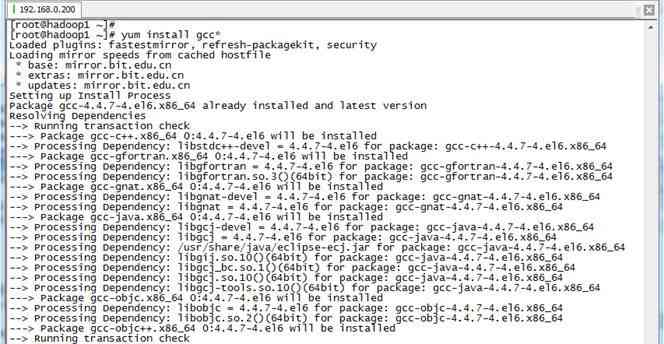 192.168.0.200
[root@hadoop1 ~]#
[root@hadoop1 ~]# yum install gcc*
Loaded plugins: fastestmirror, refresh-packagekit, security
Loading mirror speeds from cached hostfile
* base: mirror.bit.edu.cn
* extras: mirror.bit.edu.cn
* updates: mirror.bit.edu.cn
Setting up Install Process
Package gcc-4.4.7-4.el6.x86_64 already installed and latest version
Resolving Dependencies
--> Running transaction check
---> Package gcc-c++.x86_64 0:4.4.7-4.el6 will be installed
--> Processing Dependency: libstdc++-devel = 4.4.7-4.el6 for package: gcc-c++-4.4.7-4.el6.x86_64
---> Package gcc-gfortran.x86_64 0:4.4.7-4.el6 will be installed
--> Processing Dependency: libgfortran = 4.4.7-4.el6 for package: gcc-gfortran-4.4.7-4.el6.x86_64
--> Processing Dependency: libgfortran.so.3()(64bit) for package: gcc-gfortran-4.4.7-4.el6.x86_64
---> Package gcc-gnat.x86_64 0:4.4.7-4.el6 will be installed
--> Processing Dependency: libgnat-devel = 4.4.7-4.el6 for package: gcc-gnat-4.4.7-4.el6.x86_64
--> Processing Dependency: libgnat = 4.4.7-4.el6 for package: gcc-gnat-4.4.7-4.el6.x86_64
---> Package gcc-java.x86_64 0:4.4.7-4.el6 will be installed
--> Processing Dependency: libgcj-devel = 4.4.7-4.el6 for package: gcc-java-4.4.7-4.el6.x86_64
--> Processing Dependency: libgcj = 4.4.7-4.el6 for package: gcc-java-4.4.7-4.el6.x86_64
--> Processing Dependency: /usr/share/java/eclipse-ecj.jar for package: gcc-java-4.4.7-4.el6.x86_64
--> Processing Dependency: libgij.so.10()(64bit) for package: gcc-java-4.4.7-4.el6.x86_64
--> Processing Dependency: libgcj_bc.so.1()(64bit) for package: gcc-java-4.4.7-4.el6.x86_64
--> Processing Dependency: libgcj.so.10()(64bit) for package: gcc-java-4.4.7-4.el6.x86_64
--> Processing Dependency: libgcj-tools.so.10()(64bit) for package: gcc-java-4.4.7-4.el6.x86_64
---> Package gcc-objc.x86_64 0:4.4.7-4.el6 will be installed
--> Processing Dependency: libobjc = 4.4.7-4.el6 for package: gcc-objc-4.4.7-4.el6.x86_64
--> Processing Dependency: libobjc.so.2()(64bit) for package: gcc-objc-4.4.7-4.el6.x86_64
---> Package gcc-objc++.x86_64 0:4.4.7-4.el6 will be installed
--> Running transaction check